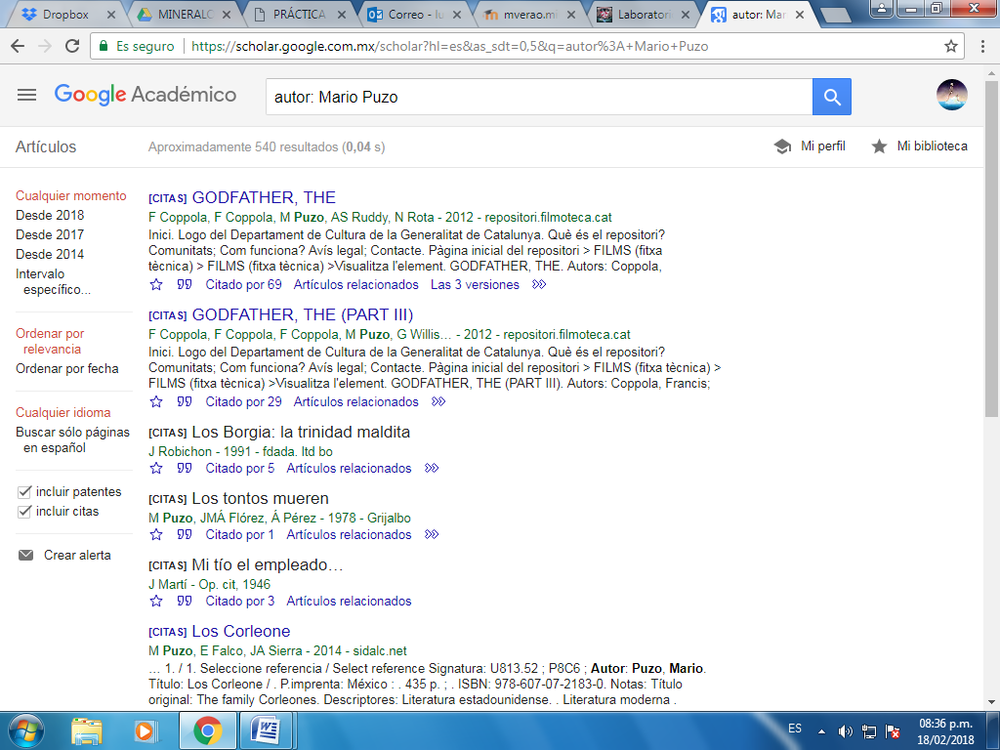 Dropbox
MINERALC
PRÁCTICA
Correo - lu
mverao.mi
Laboratori
autor: Mar
Es seguro
https://scholar.google.com.mx/scholar?hl=es&as_sdt=0,5&q=autor%3A+Mario+Puzo
Google Académico
autor: Mario Puzo
Artículos
Aproximadamente 540 resultados (0,04 s)
Mi perfil
Mi biblioteca
Cualquier momento
Desde 2018
Desde 2017
Desde 2014
Intervalo
específico...
Ordenar por
relevancia
Ordenar por fecha
Cualquier idioma
Buscar sólo páginas
en español
incluir patentes
incluir citas
Crear alerta
[CITAS] GODFATHER, THE
F Coppola, F Coppola, M Puzo, AS Ruddy, N Rota - 2012 - repositori.filmoteca.cat
Inici. Logo del Departament de Cultura de la Generalitat de Catalunya. Què és el repositori?
Comunitats; Com funciona? Avís legal; Contacte. Pàgina inicial del repositori > FILMS (fitxa
tècnica) > FILMS (fitxa tècnica) >Visualitza l'element. GODFATHER, THE. Autors: Coppola,
Citado por 69 Artículos relacionados Las 3 versiones
[CITAS] GODFATHER, THE (PART III)
F Coppola, F Coppola, F Coppola, M Puzo, G Willis… - 2012 - repositori.filmoteca.cat
Inici. Logo del Departament de Cultura de la Generalitat de Catalunya. Què és el repositori?
Comunitats; Com funciona? Avís legal; Contacte. Pàgina inicial del repositori > FILMS (fitxa tècnica) >
FILMS (fitxa tècnica) >Visualitza l'element. GODFATHER, THE (PART III). Autors: Coppola, Francis;
Citado por 29 Artículos relacionados
[CITAS] Los Borgia: la trinidad maldita
J Robichon - 1991 - fdada. ltd bo
Citado por 5 Artículos relacionados
[CITAS] Los tontos mueren
M Puzo, JMÁ Flórez, Á Pérez - 1978 - Grijalbo
Citado por 1 Artículos relacionados
[CITAS] Mi tío el empleado…
J Martí - Op. cit, 1946
Citado por 3 Artículos relacionados
[CITAS] Los Corleone
M Puzo, E Falco, JA Sierra - 2014 - sidalc.net
… 1. / 1. Seleccione referencia / Select reference Signatura: U813.52 ; P8C6 ; Autor: Puzo, Mario.
Título: Los Corleone / . P.imprenta: México : . 435 p. ; . ISBN: 978-607-07-2183-0. Notas: Título
original: The family Corleones. Descriptores: Literatura estadounidense. . Literatura moderna .
ES
08:36 p.m.
18/02/2018